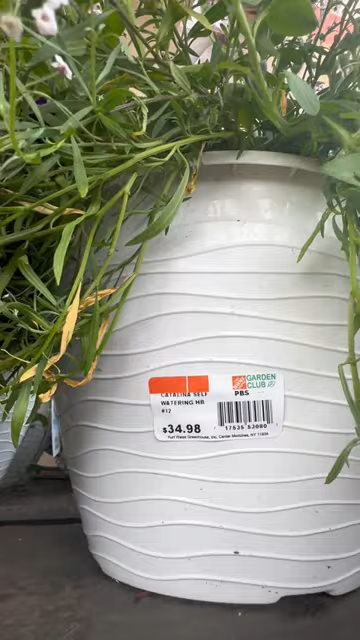 GARDEN
CLUB
CATALINA SELF
PBS
WATERING HB
#12
17535 53080
$34.98
Kurt Weiss Greenhouses, Inc, Center Moriches, NY 11934